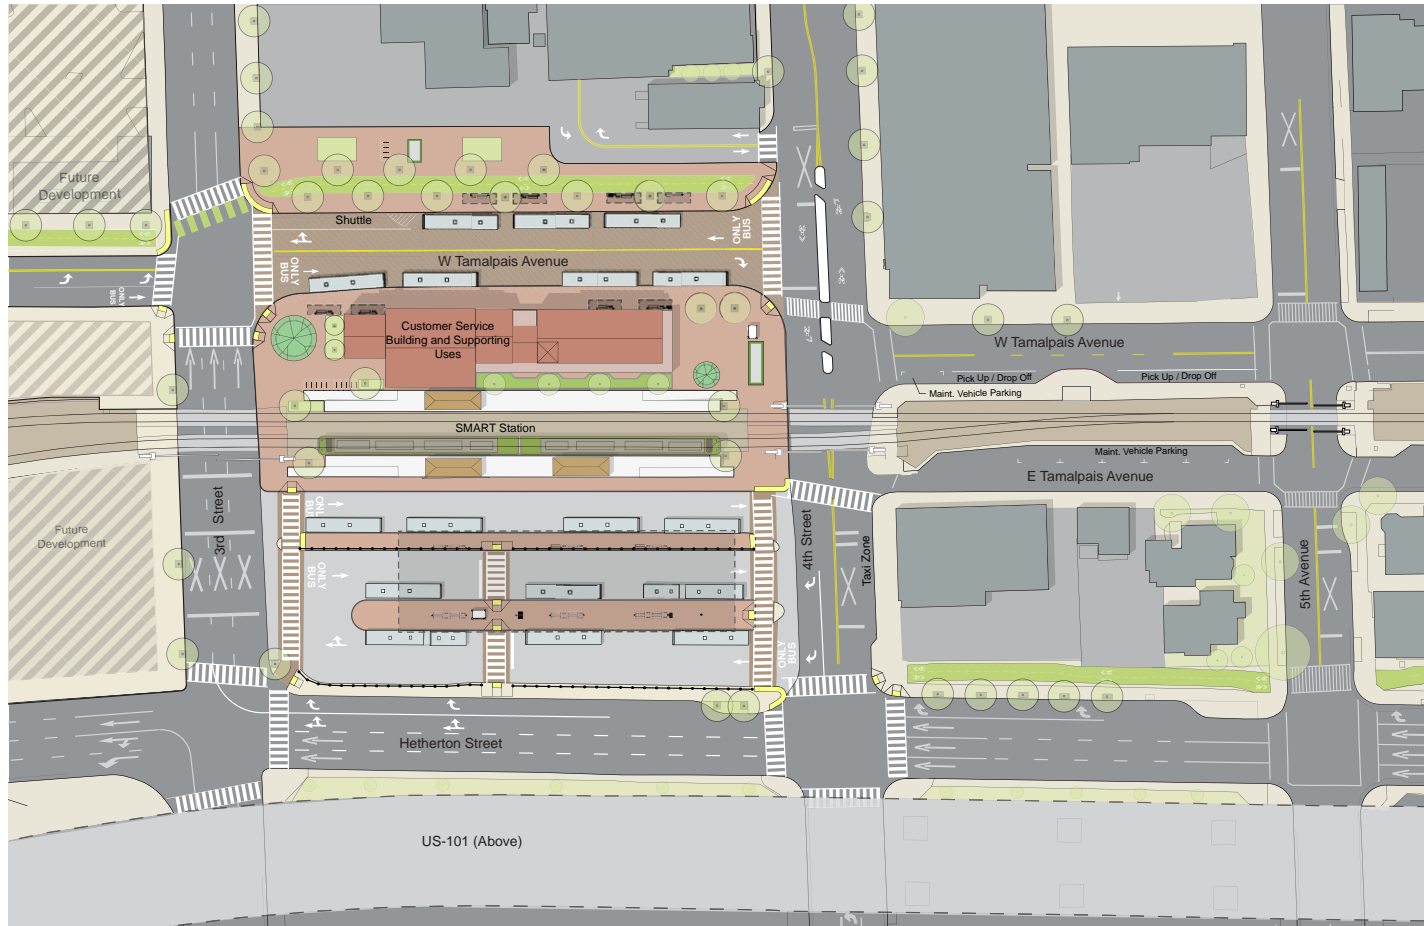 Future
Development
Shuttle
ONLY
BUS
W Tamalpais Avenue
ONLY
BUS
ONLY
BUS
Customer Service
Building and Supporting
Uses
W Tamalpais Avenue
Pick Up / Drop Off
Pick Up / Drop Off
Maint. Vehicle Parking
SMART Station
Maint. Vehicle Parking
E Tamalpais Avenue
ONLY
BUS
3rd Street
Future
Development
4th Street
Taxi Zone
5th Avenue
ONLY
BUS
ONLY
BUS
Hetherton Street
US-101 (Above)